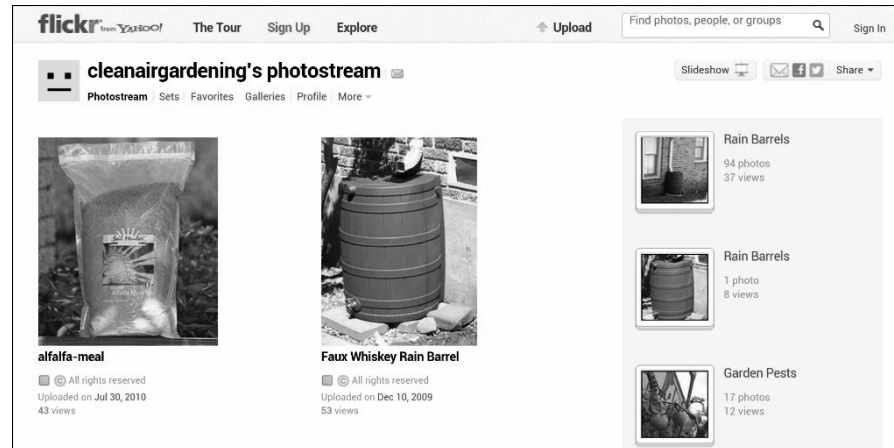 flickr from YAHOO! The Tour Sign Up Explore Upload Find photos, people, or groups Sign In
cleanairgardening's photostream
Slideshow Share
Photostream Sets Favorites Galleries Profile More
alfalfa-meal
© All rights reserved
Uploaded on Jul 30, 2010
43 views
Faux Whiskey Rain Barrel
© All rights reserved
Uploaded on Dec 10, 2009
53 views
Rain Barrels
94 photos
37 views
Rain Barrels
1 photo
8 views
Garden Pests
17 photos
12 views